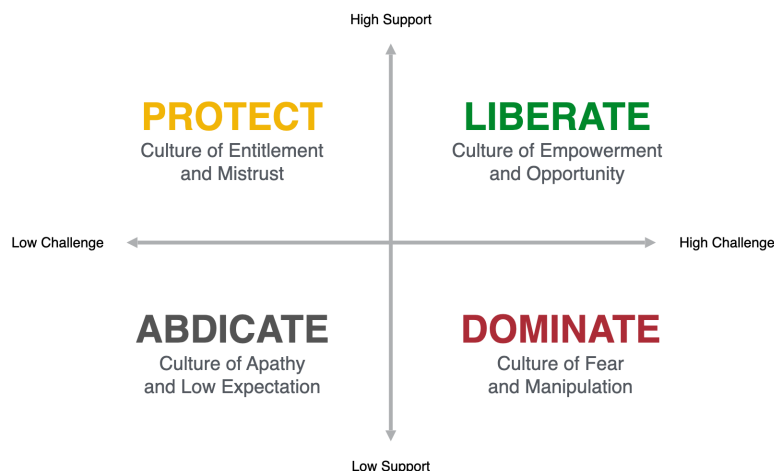 High Support
PROTECT
Culture of Entitlement
and Mistrust
LIBERATE
Culture of Empowerment
and Opportunity
Low Challenge
High Challenge
ABDICATE
Culture of Apathy
and Low Expectation
DOMINATE
Culture of Fear
and Manipulation
Low Support